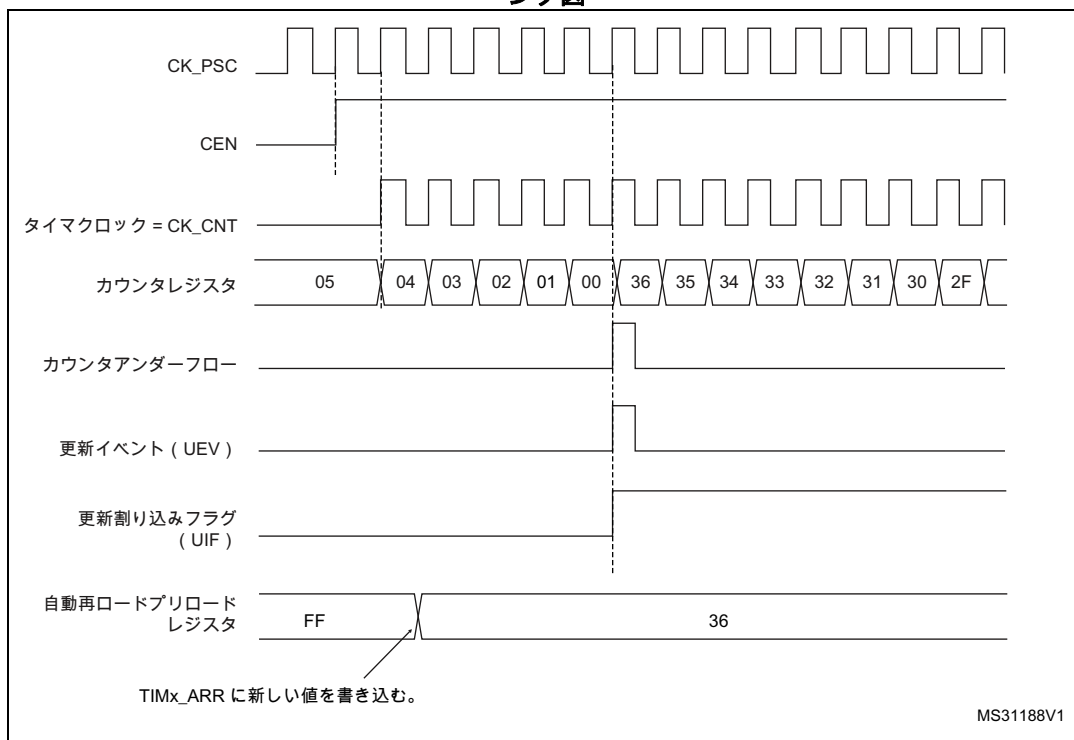 CK_PSC
CEN
タイマクロック = CK_CNT
カウンタレジスタ 05 04 03 02 01 00 36 35 34 33 32 31 30 2F
カウンタアンダーフロー
更新イベント ( UEV )
更新割り込みフラグ
( UIF )
自動再ロードプリロード
レジスタ
FF 36
TIMx_ARR に新しい値を書き込む。
MS31188V1